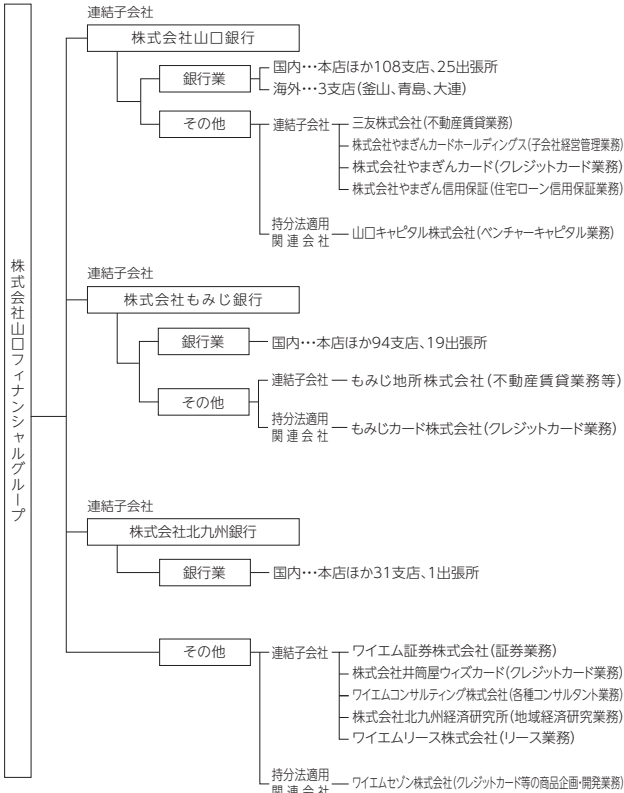 連結子会社
株式会社山口銀行
銀行業
国内･･･本店ほか108支店、25出張所
海外･･･3支店(釜山、青島、大連)
その他
連結子会社
三友株式会社(不動産賃貸業務)
株式会社やまぎんカードホールディングス(子会社経営管理業務)
株式会社やまぎんカード(クレジットカード業務)
株式会社やまぎん信用保証(住宅ローン信用保証業務)
持分法適用
関連会社
山口キャピタル株式会社(ベンチャーキャピタル業務)
株式会社山口フィナンシャルグループ
連結子会社
株式会社もみじ銀行
銀行業
国内･･･本店ほか94支店、19出張所
その他
連結子会社
もみじ地所株式会社(不動産賃貸業務等)
持分法適用
関連会社
もみじカード株式会社(クレジットカード業務)
連結子会社
株式会社北九州銀行
銀行業
国内･･･本店ほか31支店、1出張所
その他
連結子会社
ワイエム証券株式会社(証券業務)
株式会社井筒屋ウィズカード(クレジットカード業務)
ワイエムコンサルティング株式会社(各種コンサルタント業務)
株式会社北九州経済研究所(地域経済研究業務)
ワイエムリース株式会社(リース業務)
持分法適用
関連会社
ワイエムセゾン株式会社(クレジットカード等の商品企画・開発業務)